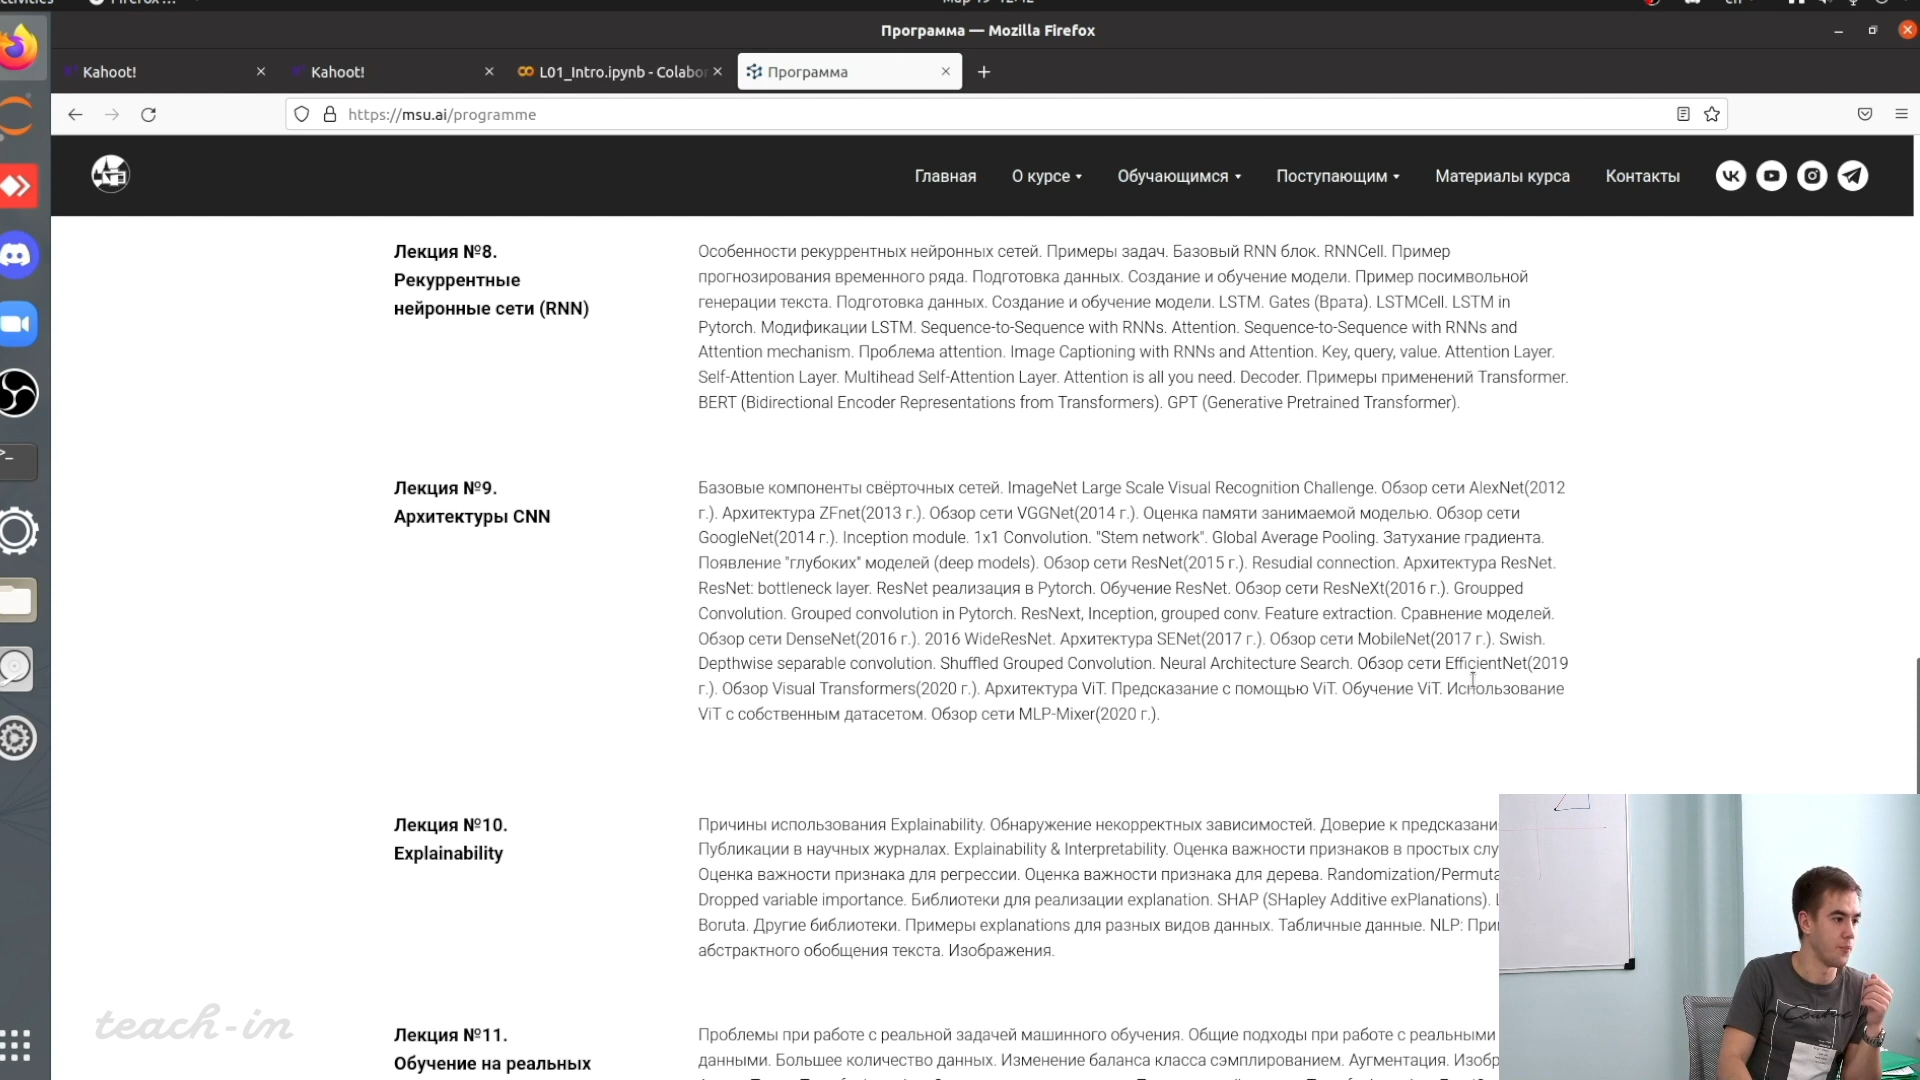 Программа — Mozilla Firefox
Kahoot!
Kahoot!
L01_Intro.ipynb - Colabor
Программа
https://msu.ai/programme
Главная
О курсе
Обучающимся
Поступающим
Материалы курса
Контакты
Лекция №8.
Рекуррентные
нейронные сети (RNN)
Особенности рекуррентных нейронных сетей. Примеры задач. Базовый RNN блок. RNNCell. Пример
прогнозирования временного ряда. Подготовка данных. Создание и обучение модели. Пример посимвольной
генерации текста. Подготовка данных. Создание и обучение модели. LSTM. Gates (Врата). LSTMCell. LSTM in
Pytorch. Модификации LSTM. Sequence-to-Sequence with RNNs. Attention. Sequence-to-Sequence with RNNs and
Attention mechanism. Проблема attention. Image Captioning with RNNs and Attention. Key, query, value. Attention Layer.
Self-Attention Layer. Multihead Self-Attention Layer. Attention is all you need. Decoder. Примеры применений Transformer.
BERT (Bidirectional Encoder Representations from Transformers). GPT (Generative Pretrained Transformer).
Лекция №9.
Архитектуры CNN
Базовые компоненты свёрточных сетей. ImageNet Large Scale Visual Recognition Challenge. Обзор сети AlexNet(2012
г.). Архитектура ZFnet(2013 г.). Обзор сети VGGNet(2014 г.). Оценка памяти занимаемой моделью. Обзор сети
GoogleNet(2014 г.). Inception module. 1x1 Convolution. "Stem network". Global Average Pooling. Затухание градиента.
Появление "глубоких" моделей (deep models). Обзор сети ResNet(2015 г.). Resudial connection. Архитектура ResNet.
ResNet: bottleneck layer. ResNet реализация в Pytorch. Обучение ResNet. Обзор сети ResNeXt(2016 г.). Groupped
Convolution. Grouped convolution in Pytorch. ResNext, Inception, grouped conv. Feature extraction. Сравнение моделей.
Обзор сети DenseNet(2016 г.). 2016 WideResNet. Архитектура SENet(2017 г.). Обзор сети MobileNet(2017 г.). Swish.
Depthwise separable convolution. Shuffled Grouped Convolution. Neural Architecture Search. Обзор сети EfficientNet(2019
г.). Обзор Visual Transformers(2020 г.). Архитектура ViT. Предсказание с помощью ViT. Обучение ViT. Использование
ViT с собственным датасетом. Обзор сети MLP-Mixer(2020 г.).
Лекция №10.
Explainability
Причины использования Explainability. Обнаружение некорректных зависимостей. Доверие к предсказани
Публикации в научных журналах. Explainability & Interpretability. Оценка важности признаков в простых слу
Оценка важности признака для регрессии. Оценка важности признака для дерева. Randomization/Permuta
Dropped variable importance. Библиотеки для реализации explanation. SHAP (SHapley Additive exPlanations). L
Boruta. Другие библиотеки. Примеры explanations для разных видов данных. Табличные данные. NLP: При
абстрактного обобщения текста. Изображения.
Лекция №11.
Обучение на реальных
Проблемы при работе с реальной задачей машинного обучения. Общие подходы при работе с реальными
данными. Большее количество данных. Изменение баланса класса сэмплированием. Аугментация. Изобр
teach-in